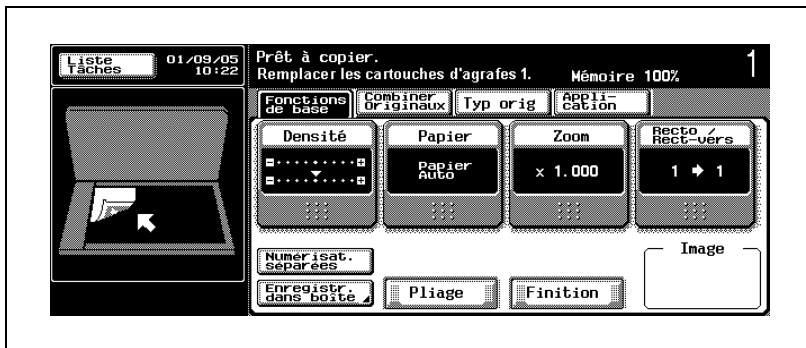 Liste
Tâches
01/09/05
10:22
Prêt à copier.
Remplacer les cartouches d'agrafes 1.
Mémoire 100%
1
Fonctions
de base
Combiner
Originaux
Typ orig
Appli-
cation
Densité
Papier
Zoom
Recto /
Rect-vers
Papier
Auto
x 1.000
1 ➔ 1
Numérisat.
séparées
Enregistr.
dans boîte
Pliage
Finition
Image